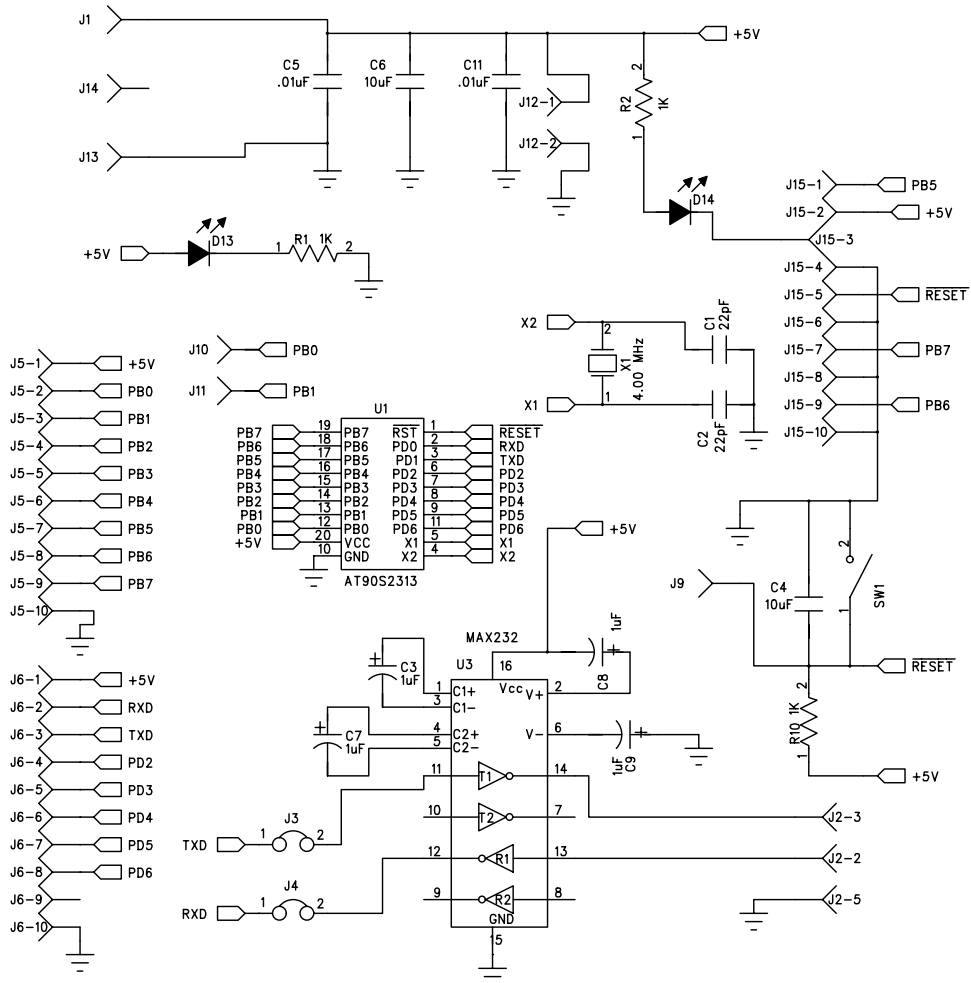 J1
+5V
C5
.01uF
C6
10uF
C11
.01uF
2
R2
1K
1
J14
J12-1
J12-2
J13
D14
J15-1
PB5
J15-2
+5V
J15-3
J15-4
J15-5
RESET
J15-6
J15-7
PB7
J15-8
J15-9
PB6
J15-10
+5V
D13
1
R1
1K
2
X2
2
X1
4.00 MHz
1
X1
C1
22pF
C2
22pF
J10
PB0
J11
PB1
J5-1
+5V
J5-2
PB0
J5-3
PB1
J5-4
PB2
J5-5
PB3
J5-6
PB4
J5-7
PB5
J5-8
PB6
J5-9
PB7
J5-10
U1
PB7 19 PB7 RST 1 RESET
PB6 18 PB6 PD0 2 RXD
PB5 17 PB5 PD1 3 TXD
PB4 16 PB4 PD2 6 PD2
PB3 15 PB3 PD3 7 PD3
PB2 14 PB2 PD4 8 PD4
PB1 13 PB1 PD5 9 PD5
PB0 12 PB0 PD6 11 PD6
+5V 20 VCC X1 5 X1
10 GND X2 4 X2
AT90S2313
+5V
J9
C4
10uF
2
1
SW1
RESET
2
R10 1K
1
+5V
J6-1
+5V
J6-2
RXD
J6-3
TXD
J6-4
PD2
J6-5
PD3
J6-6
PD4
J6-7
PD5
J6-8
PD6
J6-9
J6-10
MAX232
U3
16
Vcc
+
C3
1uF
1 C1+
3 C1-
V+ 2
1uF
+
C8
+
C7
1uF
4 C2+
5 C2-
V- 6
+
1uF
C9
11 T1 14
10 T2 7
12 R1 13
9 R2 8
GND
15
TXD
1
J3
2
RXD
1
J4
2
J2-3
J2-2
J2-5